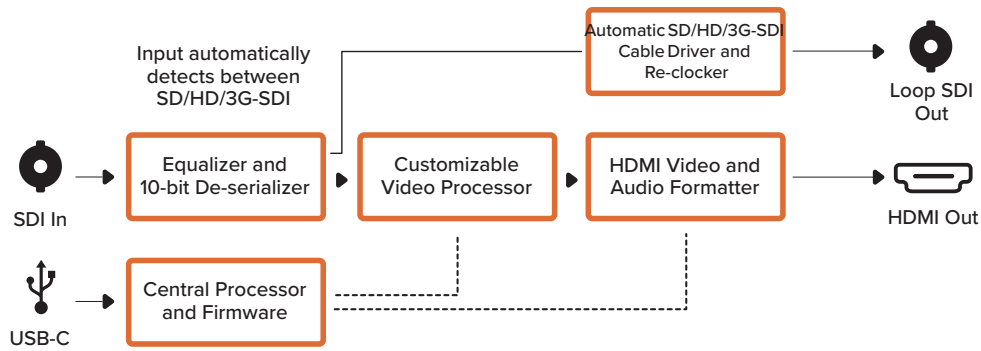 Input automatically
detects between
SD/HD/3G-SDI
Automatic SD/HD/3G-SDI
Cable Driver and
Re-clocker
Loop SDI
Out
SDI In
Equalizer and
10-bit De-serializer
Customizable
Video Processor
HDMI Video and
Audio Formatter
HDMI Out
USB-C
Central Processor
and Firmware